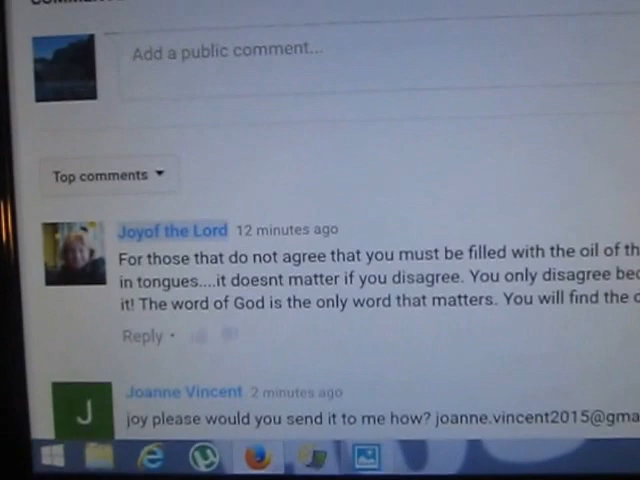 Add a public comment...
Top comments
Joyof the Lord 12 minutes ago
For those that do not agree that you must be filled with the oil of th
in tongues....it doesnt matter if you disagree. You only disagree bec
it! The word of God is the only word that matters. You will find the
Reply •
J
Joanne Vincent 2 minutes ago
joy please would you send it to me how? joanne.vincent2015@gma